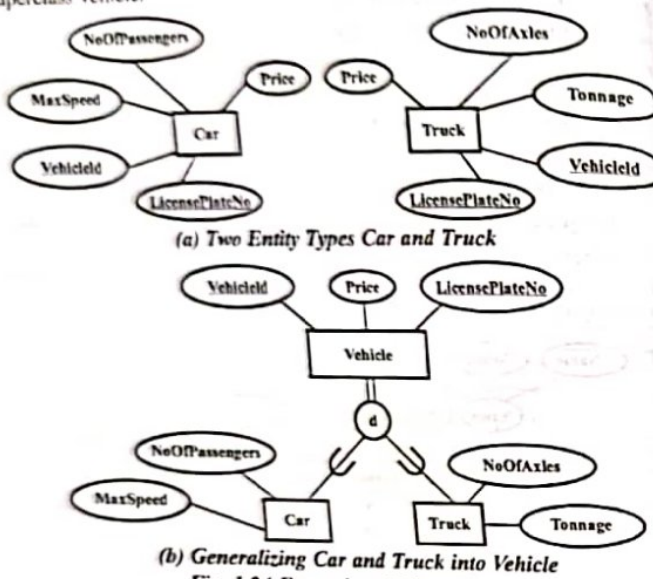 superclass Vehicle.
NoOfPassengers
NoOfAxles
Price
Price
MaxSpeed
Tonnage
Car
Truck
VehicleId
VehicleId
LicensePlateNo
LicensePlateNo
(a) Two Entity Types Car and Truck
VehicleId
Price
LicensePlateNo
Vehicle
d
NoOfPassengers
NoOfAxles
MaxSpeed
Car
Truck
Tonnage
(b) Generalizing Car and Truck into Vehicle